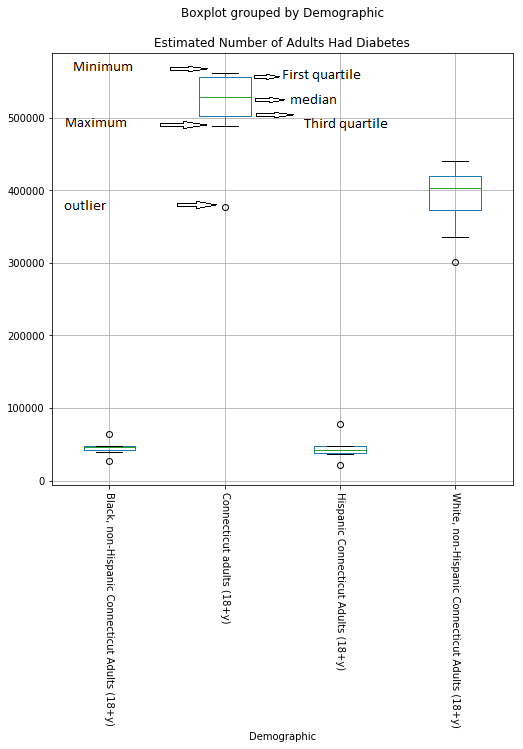 Boxplot grouped by Demographic
Estimated Number of Adults Had Diabetes
Minimum
First quartile
median
Maximum
Third quartile
outlier
500000
400000
300000
200000
100000
0
Black, non-Hispanic Connecticut Adults (18+y)
Connecticut adults (18+y)
Hispanic Connecticut Adults (18+y)
White, non-Hispanic Connecticut Adults (18+y)
Demographic